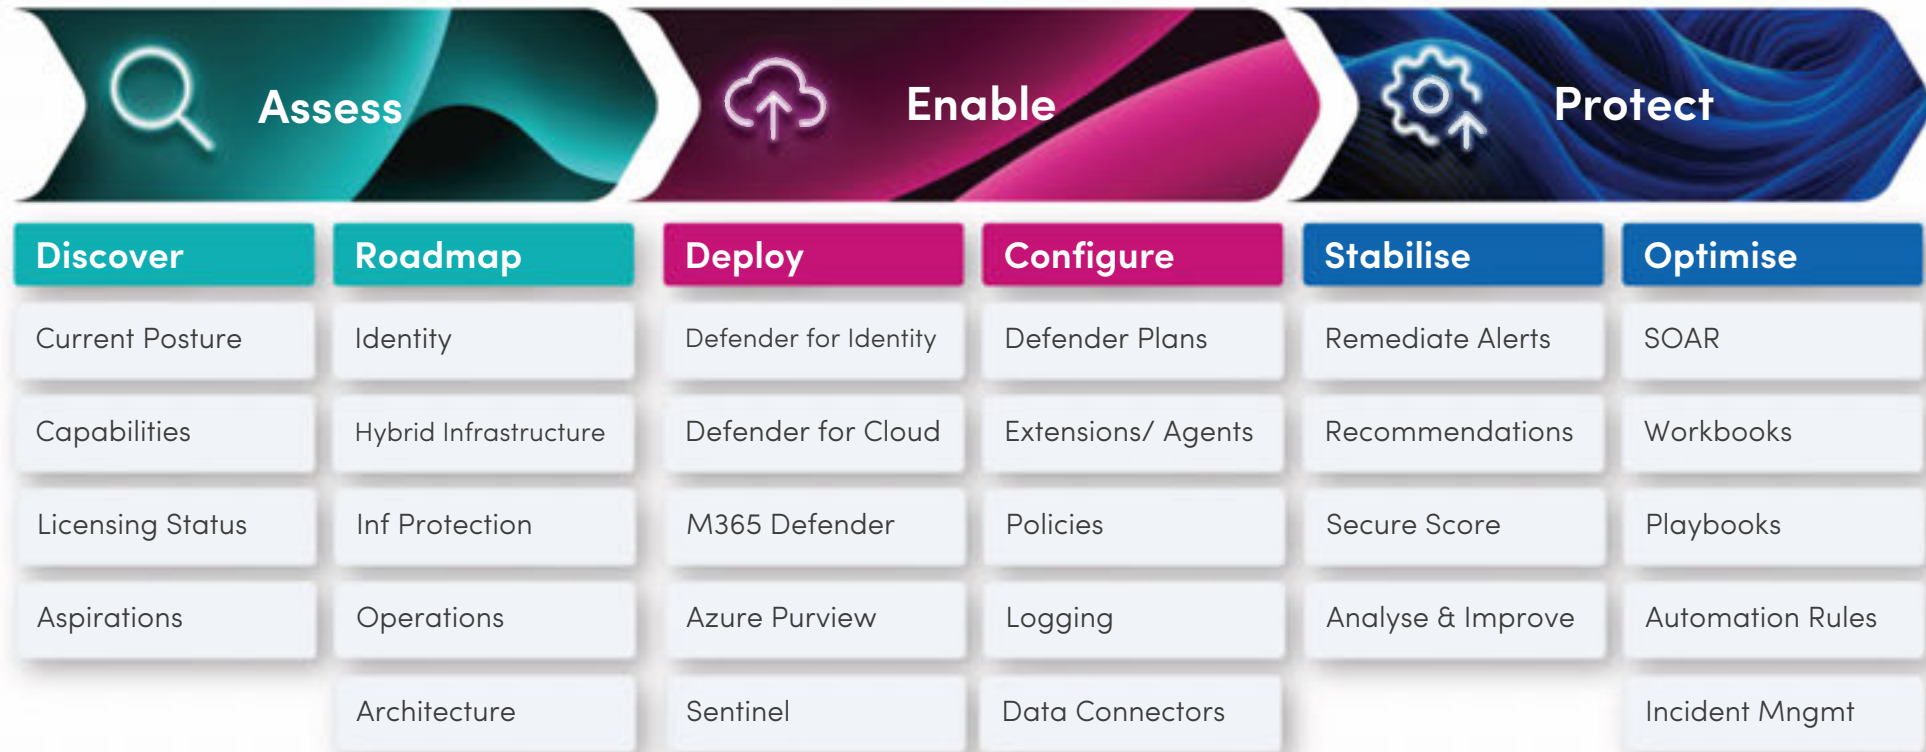 Assess
Enable
Protect
Discover
Roadmap
Deploy
Configure
Stabilise
Optimise
Current Posture
Identity
Defender for Identity
Defender Plans
Remediate Alerts
SOAR
Capabilities
Hybrid Infrastructure
Defender for Cloud
Extensions/ Agents
Recommendations
Workbooks
Licensing Status
Inf Protection
M365 Defender
Policies
Secure Score
Playbooks
Aspirations
Operations
Azure Purview
Logging
Analyse & Improve
Automation Rules
Architecture
Sentinel
Data Connectors
Incident Mngmt